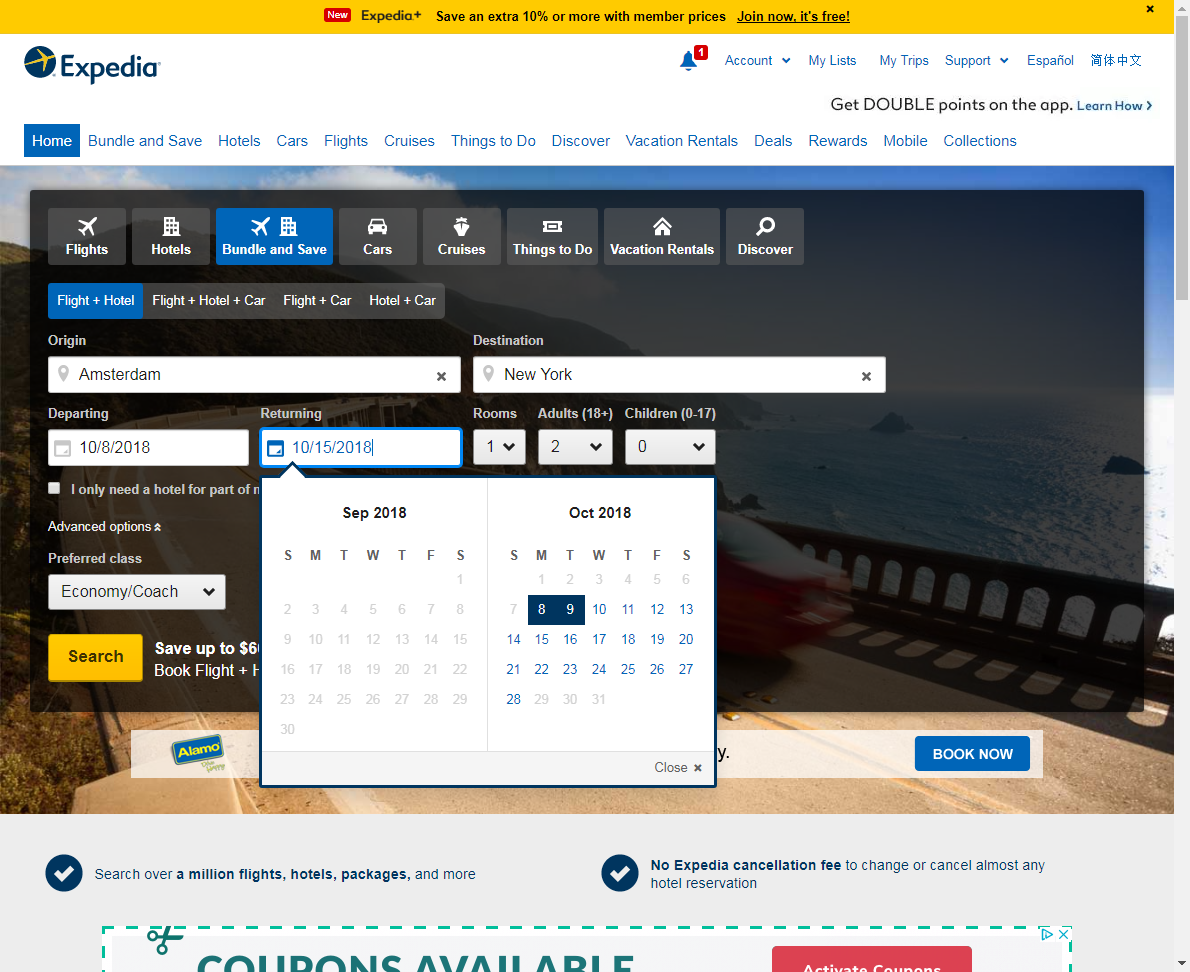 New Expedia+ Save an extra 10% or more with member prices Join now, it's free!
Expedia
1 Account My Lists My Trips Support Español 简体中文
Get DOUBLE points on the app. Learn How
Home Bundle and Save Hotels Cars Flights Cruises Things to Do Discover Vacation Rentals Deals Rewards Mobile Collections
Flights Hotels Bundle and Save Cars Cruises Things to Do Vacation Rentals Discover
Flight + Hotel Flight + Hotel + Car Flight + Car Hotel + Car
Origin Destination
Amsterdam New York
Departing Returning Rooms Adults (18+) Children (0-17)
10/8/2018 10/15/2018 1 2 0
I only need a hotel for part of
Advanced options
Preferred class
Economy/Coach
Search
Save up to $6
Book Flight +
Sep 2018 Oct 2018
S M T W T F S S M T W T F S
1 1 2 3 4 5 6
2 3 4 5 6 7 8 7 8 9 10 11 12 13
9 10 11 12 13 14 15 14 15 16 17 18 19 20
16 17 18 19 20 21 22 21 22 23 24 25 26 27
23 24 25 26 27 28 29 28 29 30 31
30
Close
Alamo y. BOOK NOW
Search over a million flights, hotels, packages, and more
No Expedia cancellation fee to change or cancel almost any
hotel reservation
COUPONS AVAILABLE
Activate Coupons